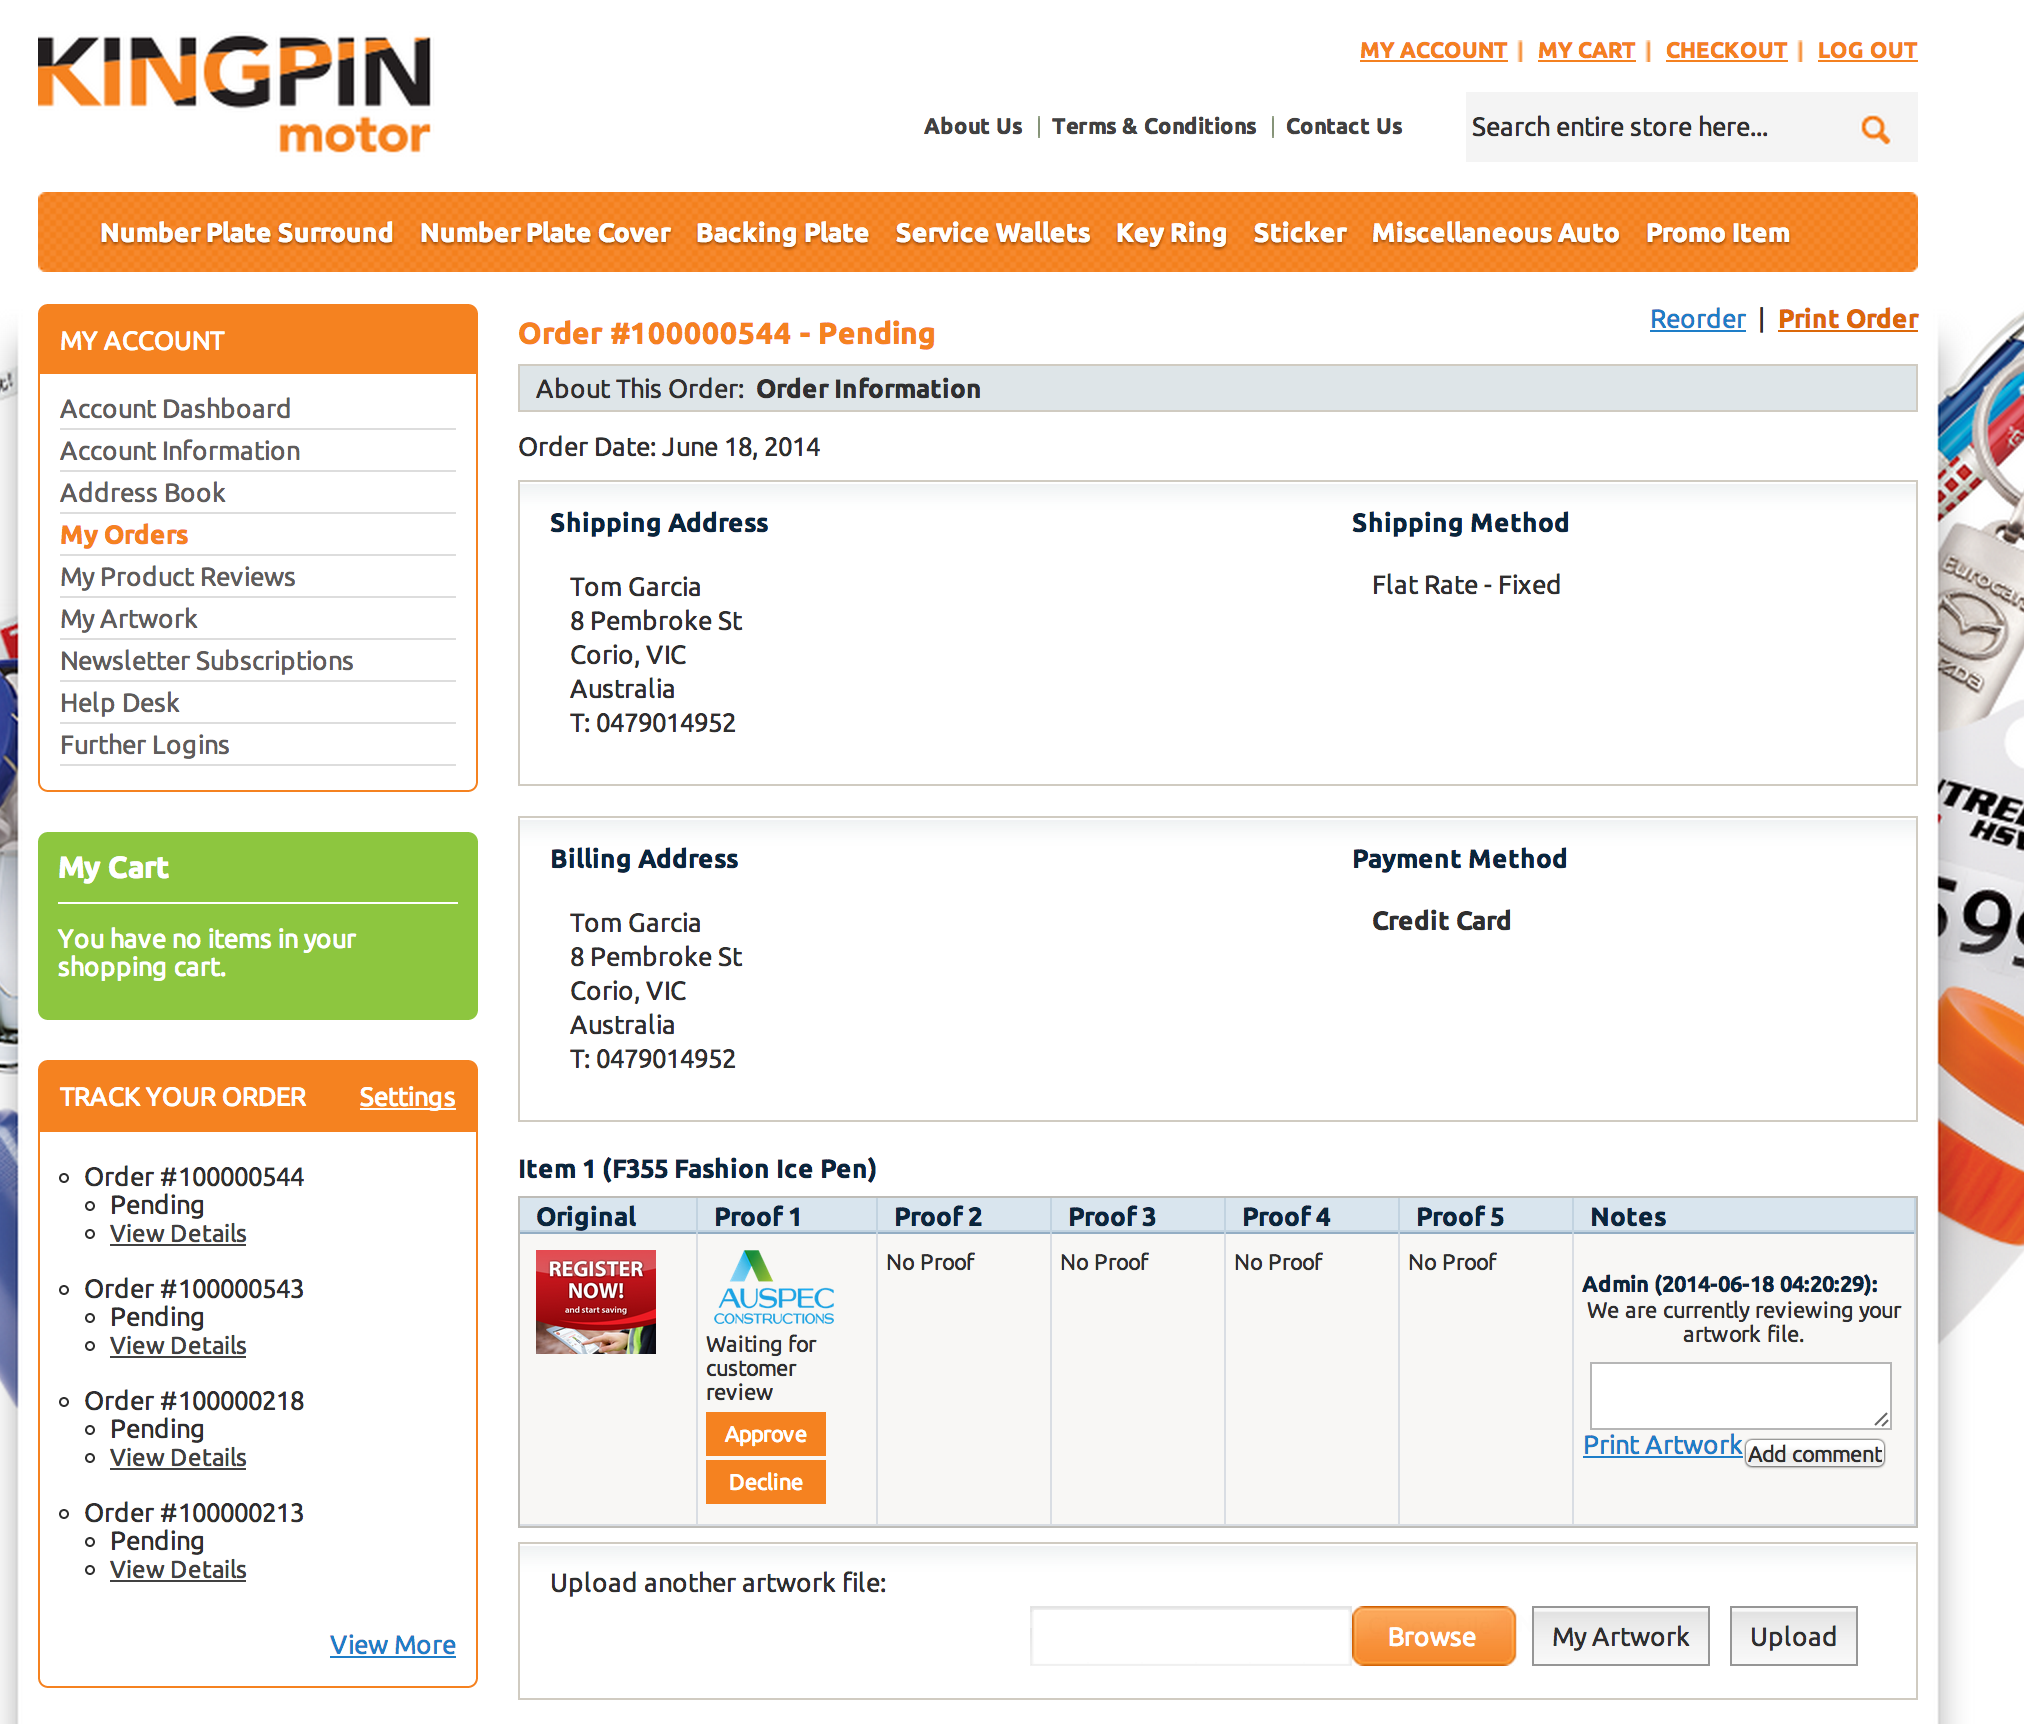 KINGPIN
motor
MY ACCOUNT | MY CART | CHECKOUT | LOG OUT
About Us | Terms & Conditions | Contact Us
Search entire store here...
Number Plate Surround Number Plate Cover Backing Plate Service Wallets Key Ring Sticker Miscellaneous Auto Promo Item
MY ACCOUNT
Account Dashboard
Account Information
Address Book
My Orders
My Product Reviews
My Artwork
Newsletter Subscriptions
Help Desk
Further Logins
My Cart
You have no items in your
shopping cart.
TRACK YOUR ORDER Settings
Order #100000544
Pending
View Details
Order #100000543
Pending
View Details
Order #100000218
Pending
View Details
Order #100000213
Pending
View Details
View More
Order #100000544 - Pending
Reorder | Print Order
About This Order: Order Information
Order Date: June 18, 2014
Shipping Address
Tom Garcia
8 Pembroke St
Corio, VIC
Australia
T: 0479014952
Shipping Method
Flat Rate - Fixed
Billing Address
Tom Garcia
8 Pembroke St
Corio, VIC
Australia
T: 0479014952
Payment Method
Credit Card
Item 1 (F355 Fashion Ice Pen)
Original Proof 1 Proof 2 Proof 3 Proof 4 Proof 5 Notes
REGISTER
NOW!
and start saving
AUSPEC
CONSTRUCTIONS
Waiting for
customer
review
Approve
Decline
No Proof No Proof No Proof No Proof
Admin (2014-06-18 04:20:29):
We are currently reviewing your
artwork file.
Print Artwork Add comment
Upload another artwork file:
Browse My Artwork Upload